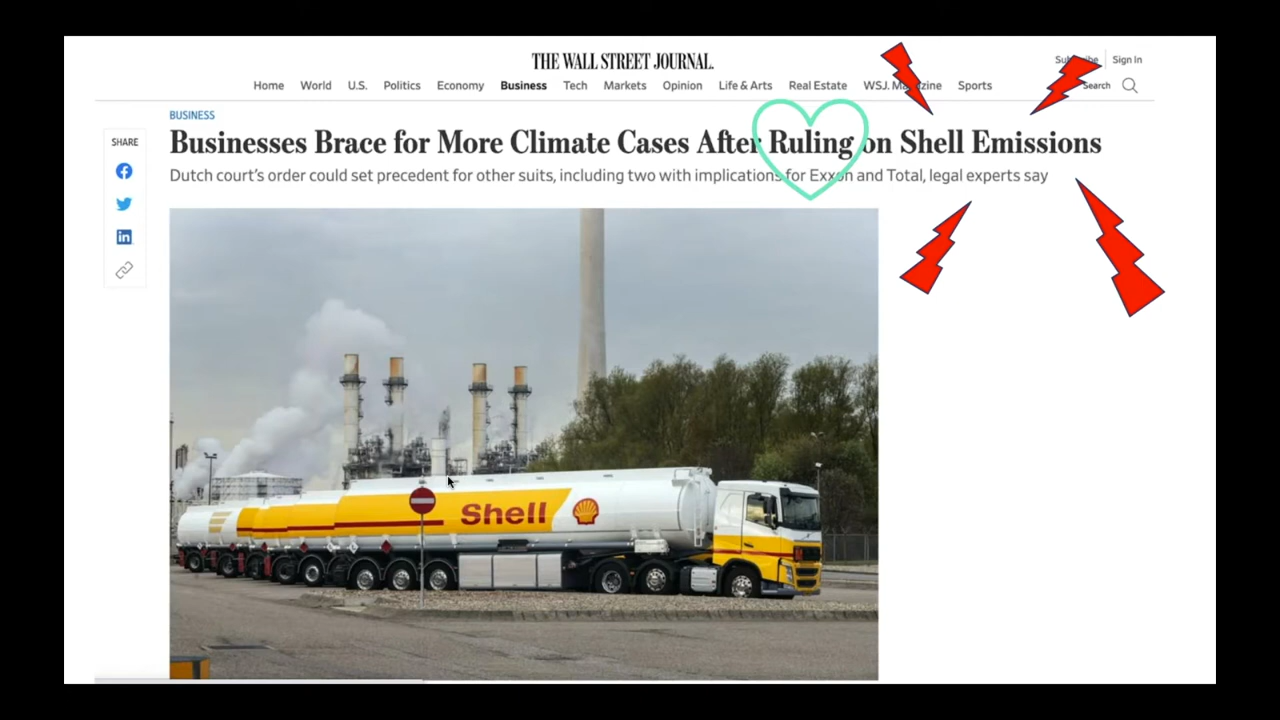 THE WALL STREET JOURNAL.
Sign In
Home World U.S. Politics Economy Business Tech Markets Opinion Life & Arts Real Estate WSJ. Sports Search
BUSINESS
SHARE
Businesses Brace for More Climate Cases After Ruling on Shell Emissions
Dutch court's order could set precedent for other suits, including two with implications for Exxon and Total, legal experts say
Shell